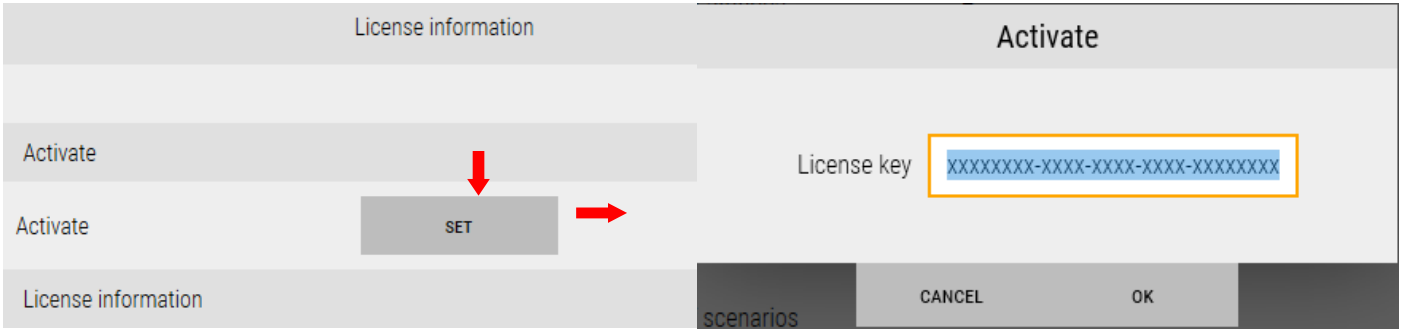 License information
Activate
Activate
SET
License information
Activate
License key
xxxxxxxx-xxxx-xxxx-xxxx-xxxxxxxx
CANCEL
OK
scenarios